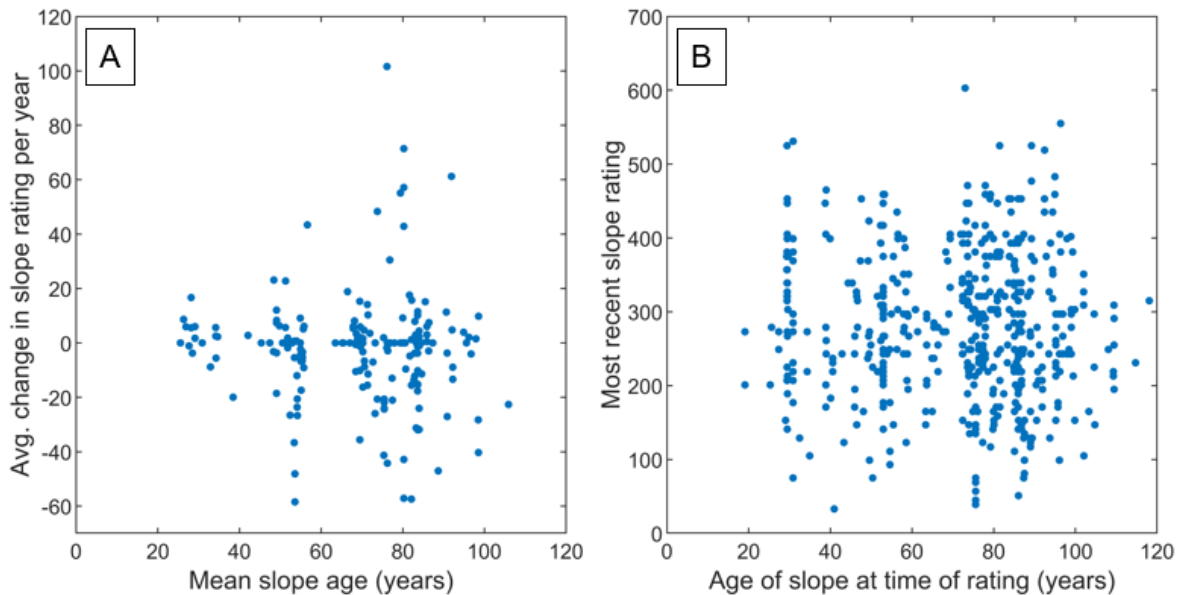 A
Avg. change in slope rating per year
120
100
80
60
40
20
0
-20
-40
-60
0 20 40 60 80 100 120
Mean slope age (years)
B
Most recent slope rating
700
600
500
400
300
200
100
0
0 20 40 60 80 100 120
Age of slope at time of rating (years)